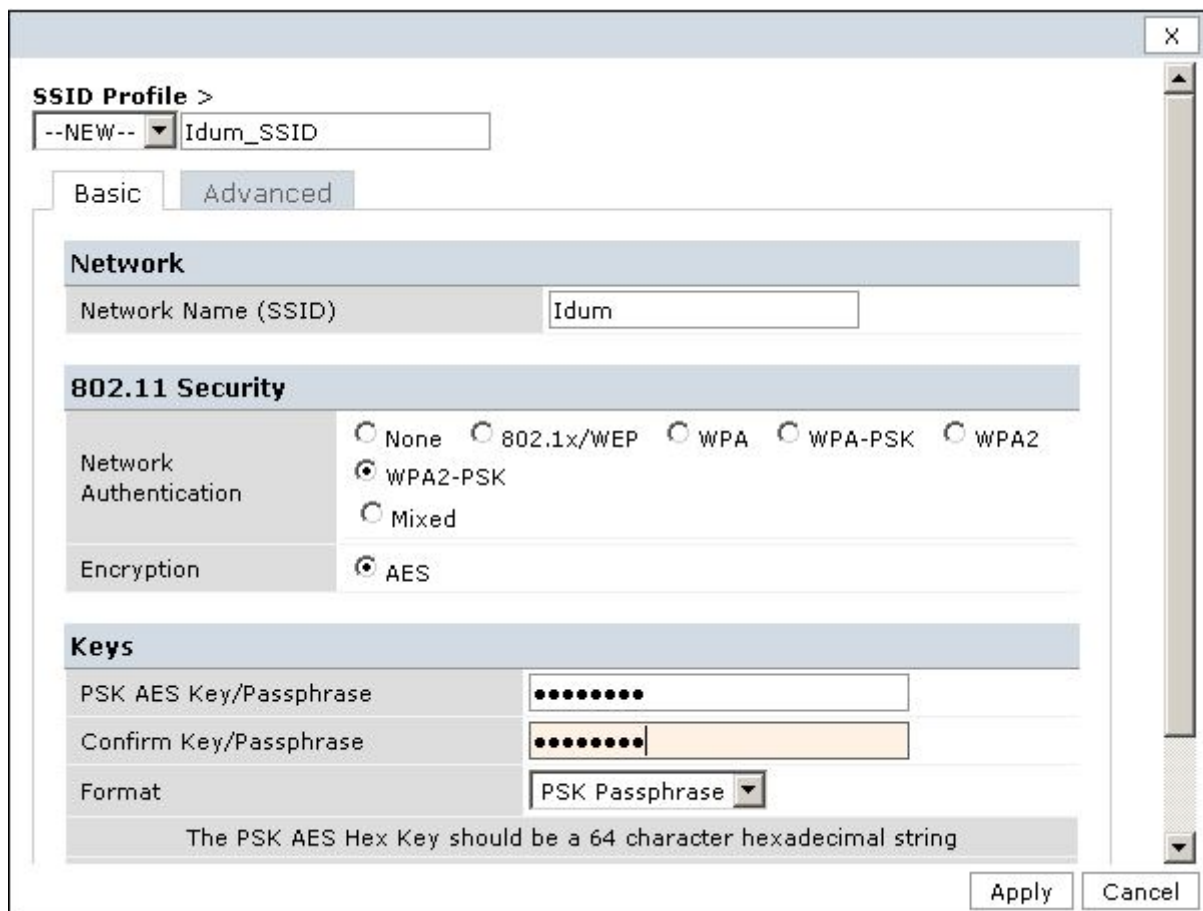 X
SSID Profile >
--NEW-- Idum_SSID
Basic Advanced
Network
Network Name (SSID) Idum
802.11 Security
None 802.1x/WEP WPA WPA-PSK WPA2
Network Authentication WPA2-PSK
Mixed
Encryption AES
Keys
PSK AES Key/Passphrase ••••••••
Confirm Key/Passphrase ••••••••
Format PSK Passphrase
The PSK AES Hex Key should be a 64 character hexadecimal string
Apply Cancel